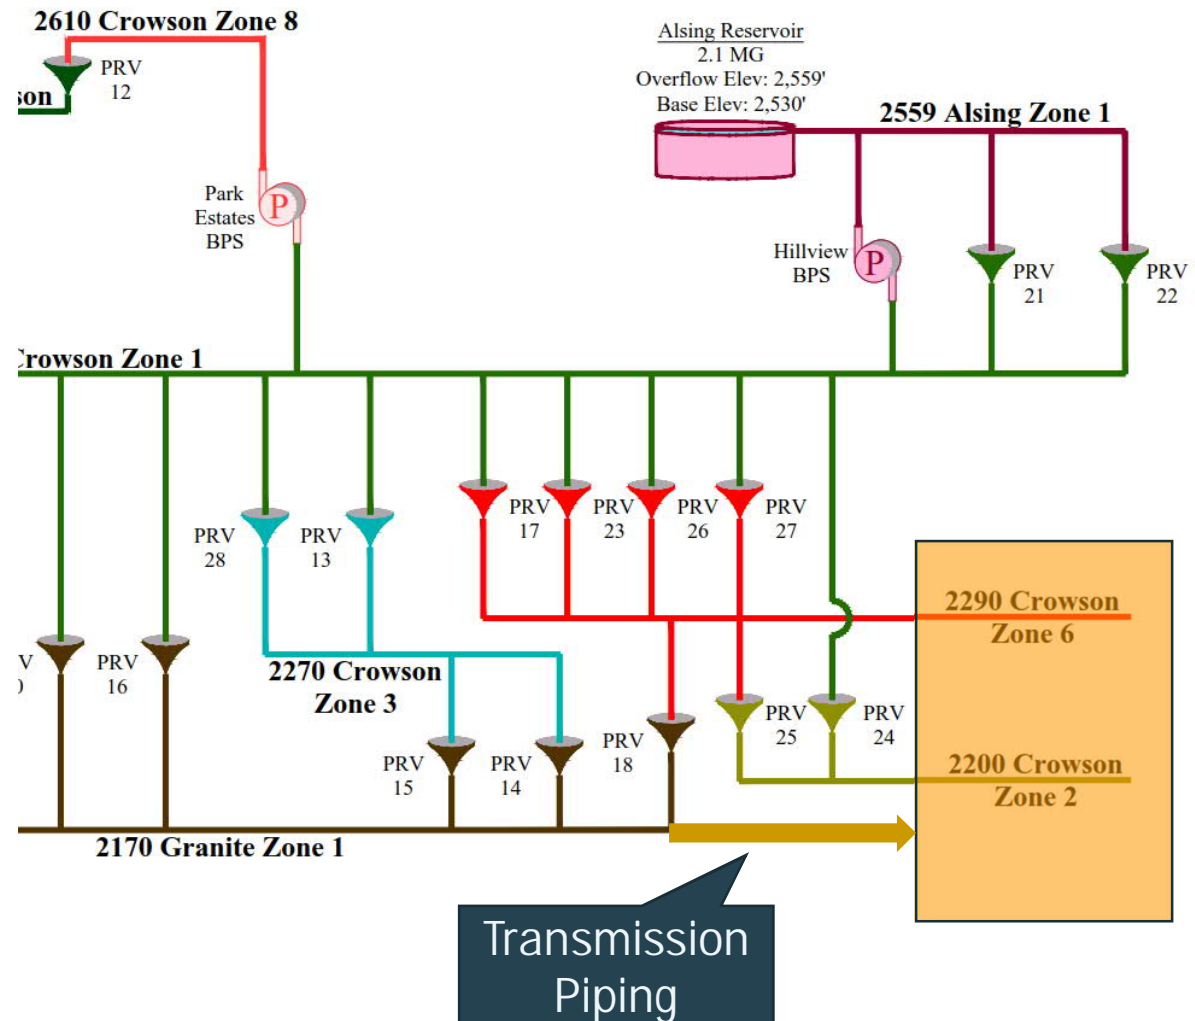 2610 Crowson Zone 8
PRV
12
Alsing Reservoir
2.1 MG
Overflow Elev: 2,559'
Base Elev: 2,530'
2559 Alsing Zone 1
Park
Estates
BPS
P
Hillview
BPS
P
PRV
21
PRV
22
Crowson Zone 1
PRV
28
PRV
13
PRV
17
PRV
23
PRV
26
PRV
27
2290 Crowson
Zone 6
PRV
16
2270 Crowson
Zone 3
PRV
15
PRV
14
PRV
18
PRV
25
PRV
24
2200 Crowson
Zone 2
2170 Granite Zone 1
Transmission
Piping